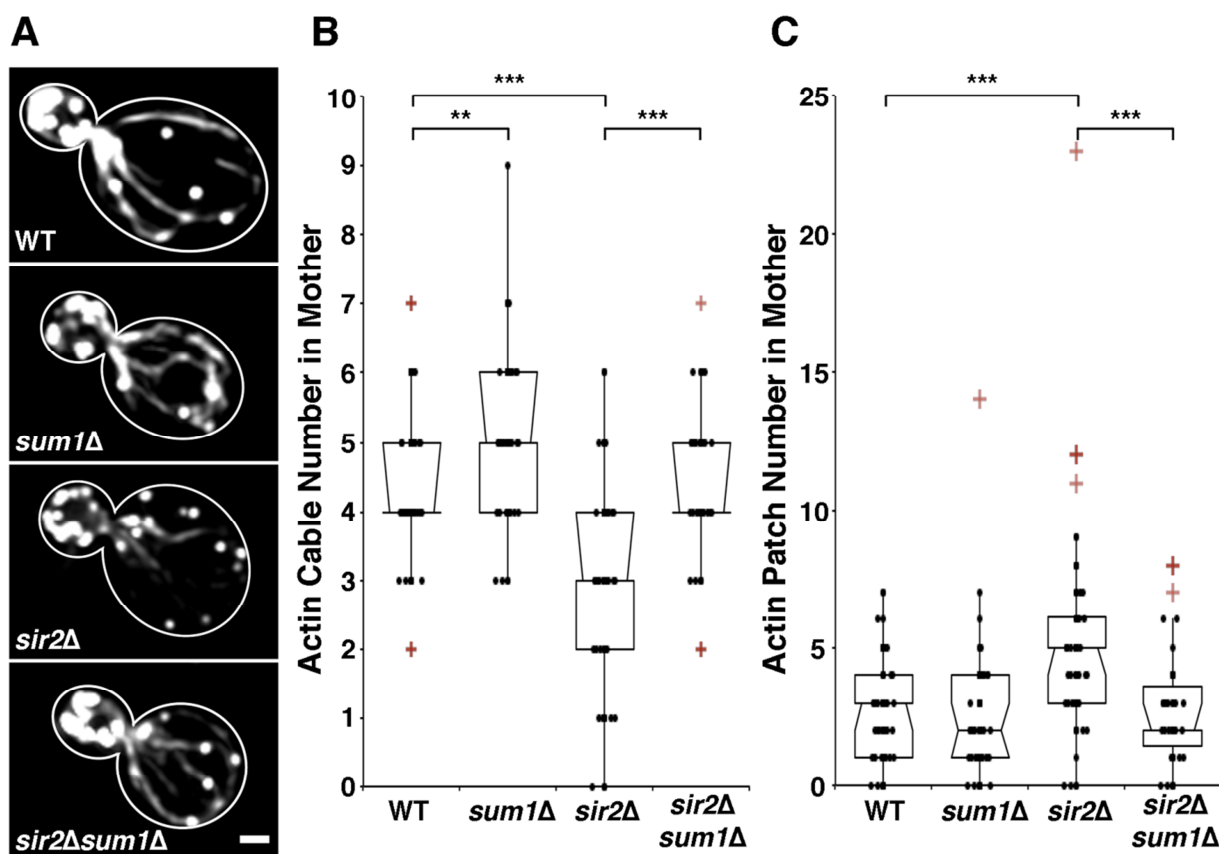 A
WT
sum1Δ
sir2Δ
sir2Δsum1Δ
B
Actin Cable Number in Mother
10
9
8
7
6
5
4
3
2
1
0
***
**
***
WT
sum1Δ
sir2Δ
sir2Δ
sum1Δ
C
Actin Patch Number in Mother
25
20
15
10
5
0
***
***
WT
sum1Δ
sir2Δ
sir2Δ
sum1Δ